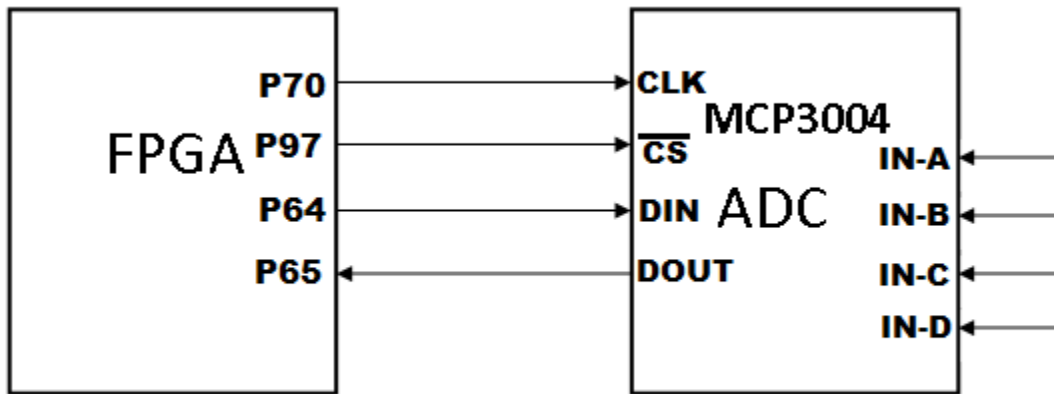 FPGA
P70
P97
P64
P65
CLK
CS
DIN
DOUT
MCP3004
ADC
IN-A
IN-B
IN-C
IN-D